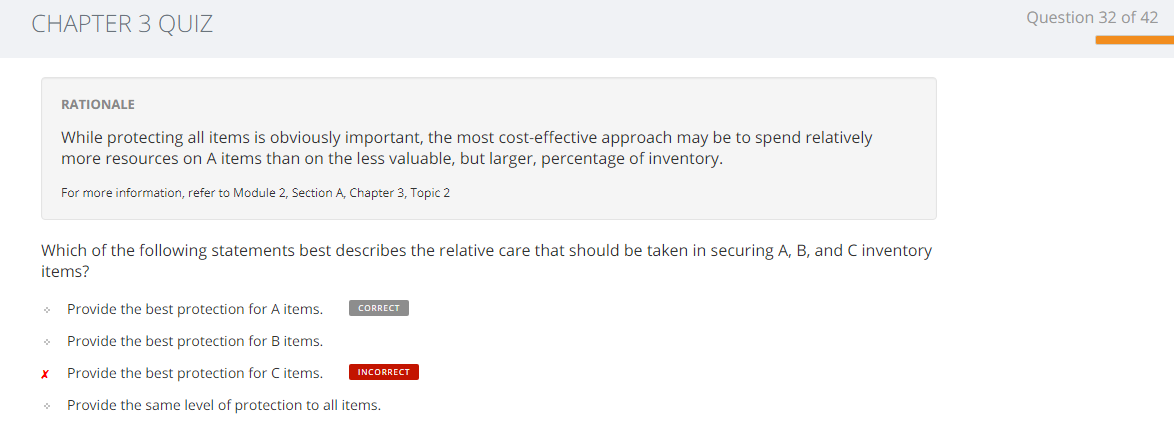 CHAPTER 3 QUIZ
Question 32 of 42
RATIONALE
While protecting all items is obviously important, the most cost-effective approach may be to spend relatively
more resources on A items than on the less valuable, but larger, percentage of inventory.
For more information, refer to Module 2, Section A, Chapter 3, Topic 2
Which of the following statements best describes the relative care that should be taken in securing A, B, and C inventory
items?
Provide the best protection for A items. CORRECT
Provide the best protection for B items.
✗ Provide the best protection for C items. INCORRECT
Provide the same level of protection to all items.